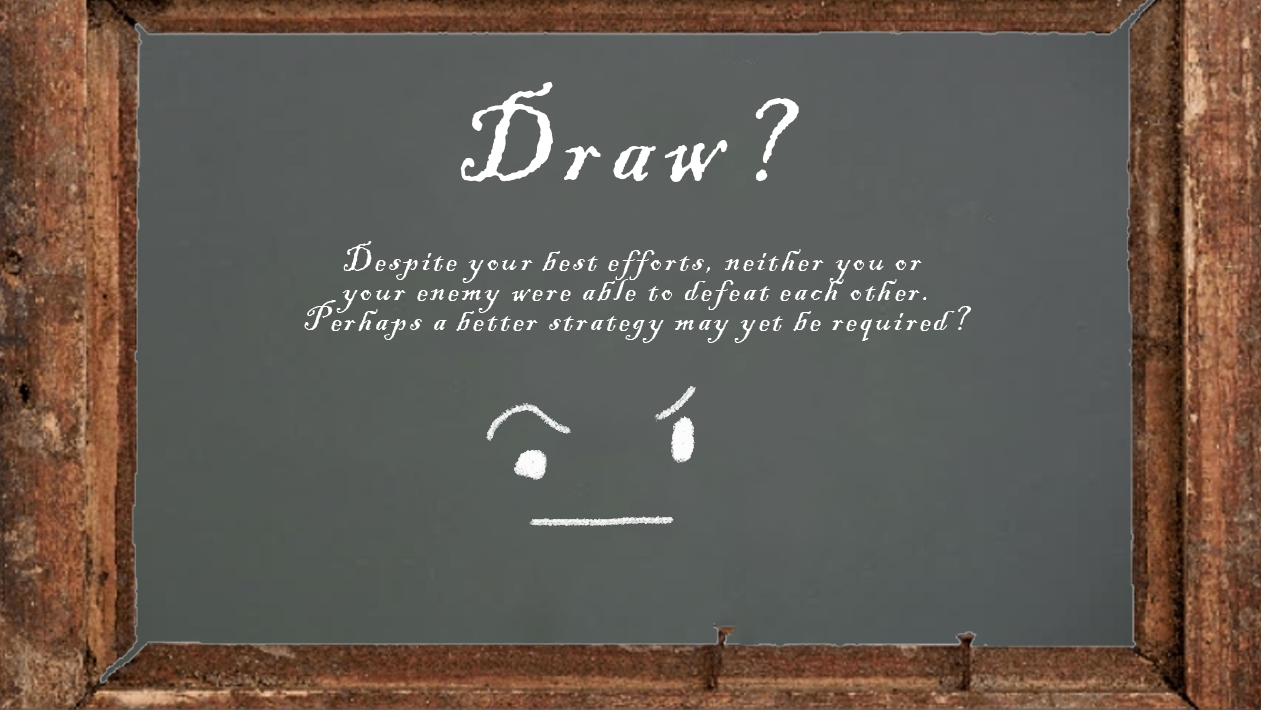 Draw?
Despite your best efforts, neither you or
your enemy were able to defeat each other.
Perhaps a better strategy may yet be required?